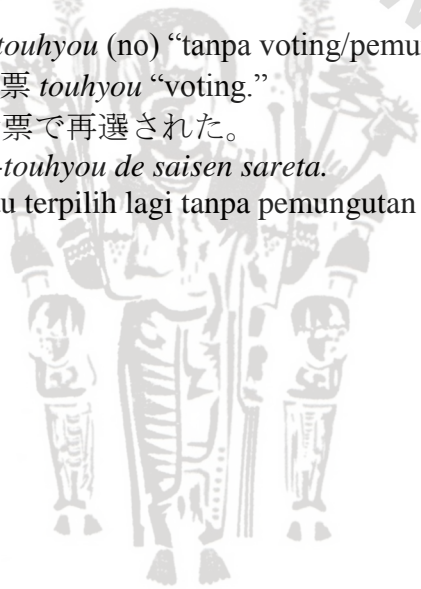 touhyou (no) “tanpa voting/pemu
票 touhyou “voting.”
票で再選された。
-touhyou de saisen sareta.
u terpilih lagi tanpa pemungutan